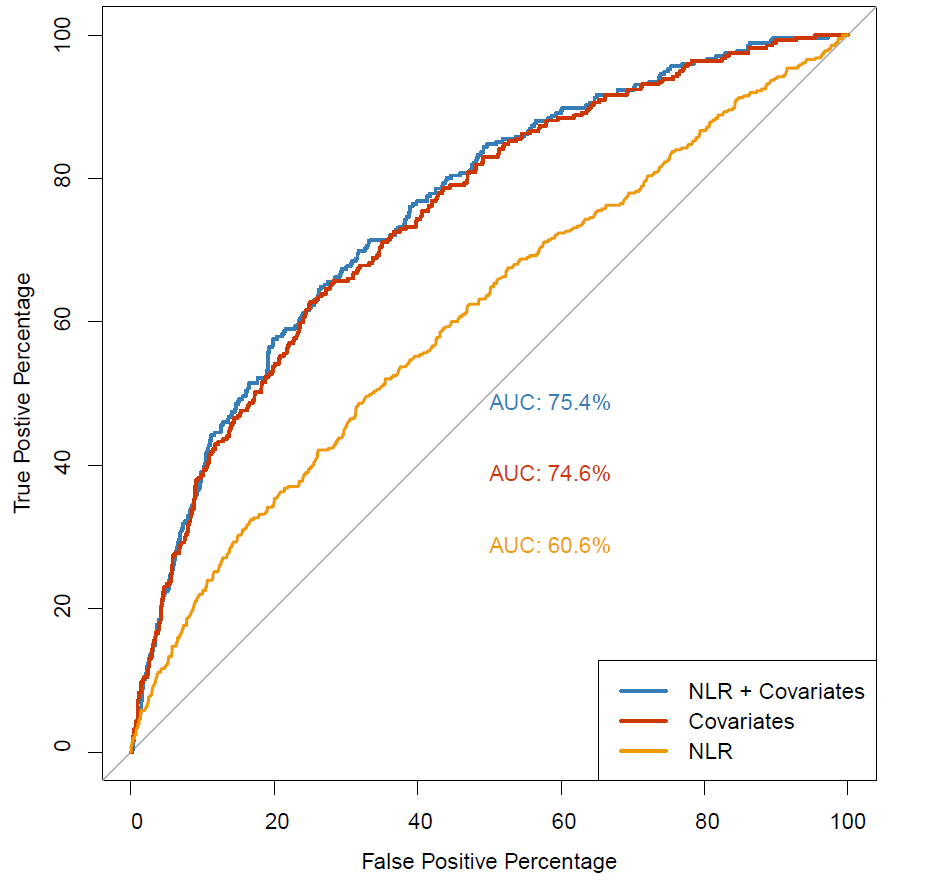 True Postive Percentage
100
80
60
40
20
0
AUC: 75.4%
AUC: 74.6%
AUC: 60.6%
NLR + Covariates
Covariates
NLR
0 20 40 60 80 100
False Positive Percentage